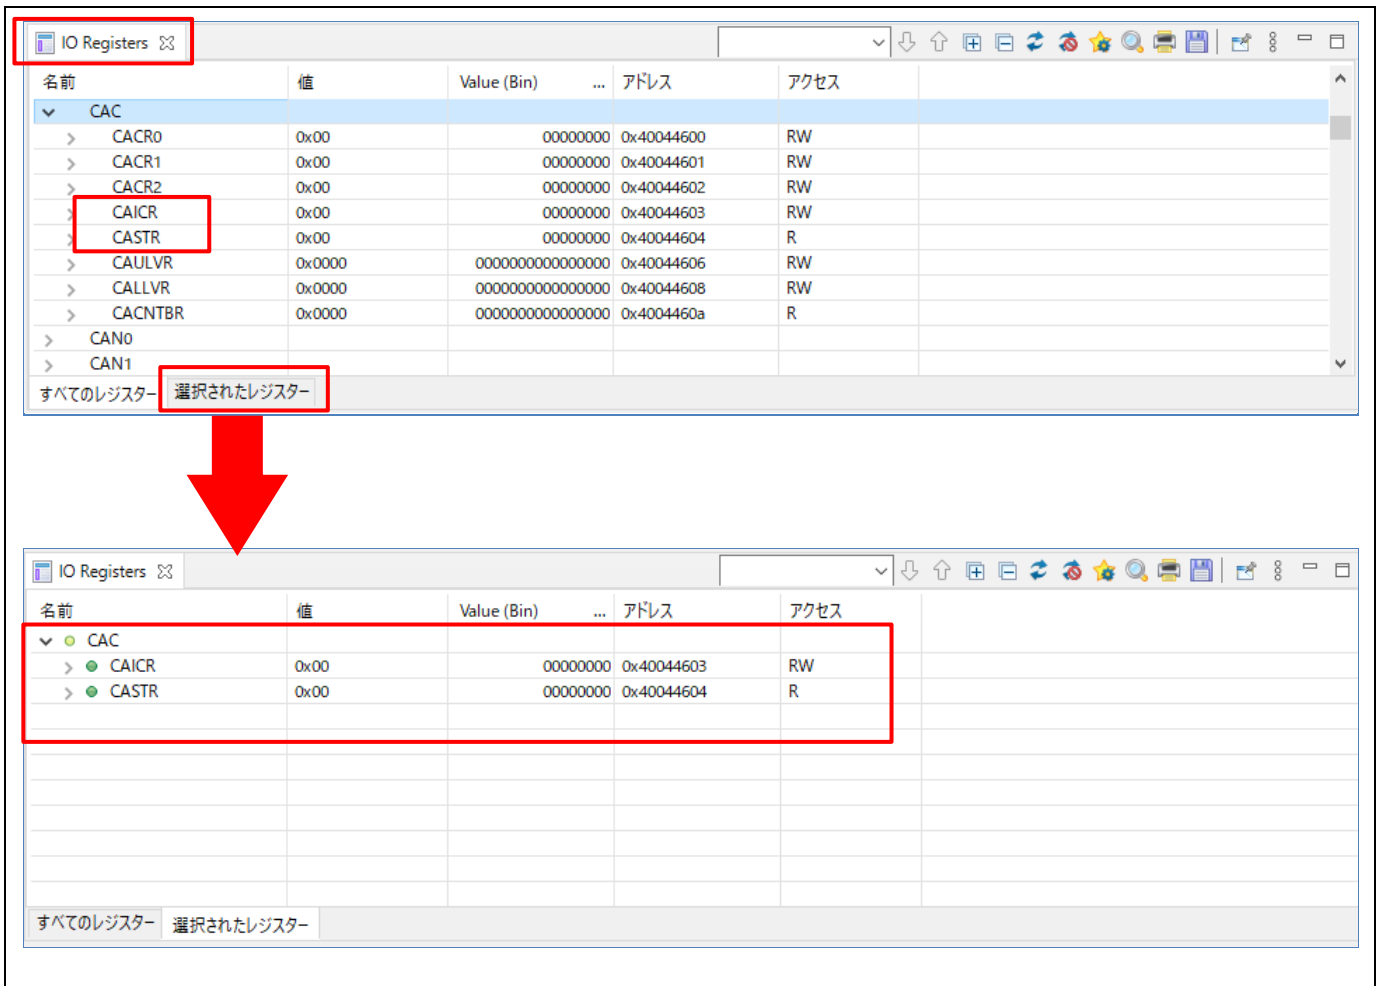 IO Registers
名前 値 Value (Bin) ... アドレス アクセス
CAC
CACR0 0x00 00000000 0x40044600 RW
CACR1 0x00 00000000 0x40044601 RW
CACR2 0x00 00000000 0x40044602 RW
CAICR 0x00 00000000 0x40044603 RW
CASTR 0x00 00000000 0x40044604 R
CAULVR 0x0000 0000000000000000 0x40044606 RW
CALLVR 0x0000 0000000000000000 0x40044608 RW
CACNTBR 0x0000 0000000000000000 0x4004460a R
CAN0
CAN1
すべてのレジスター 選択されたレジスター
IO Registers
名前 値 Value (Bin) ... アドレス アクセス
CAC
CAICR 0x00 00000000 0x40044603 RW
CASTR 0x00 00000000 0x40044604 R
すべてのレジスター 選択されたレジスター